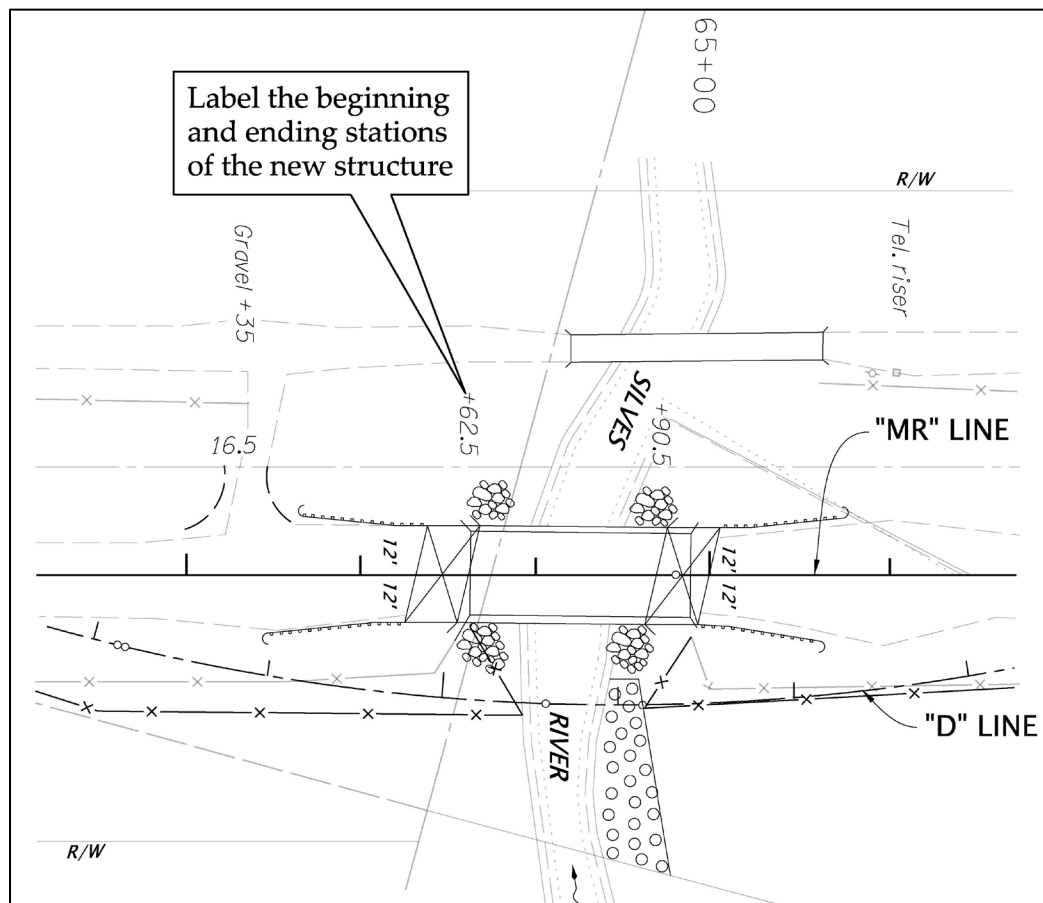 65+00
Label the beginning
and ending stations
of the new structure
R/W
Gravel +35
Tel. riser
+62.5
SILVES
+90.5
"MR" LINE
16.5
12'
12'
12'
12'
RIVER
"D" LINE
R/W